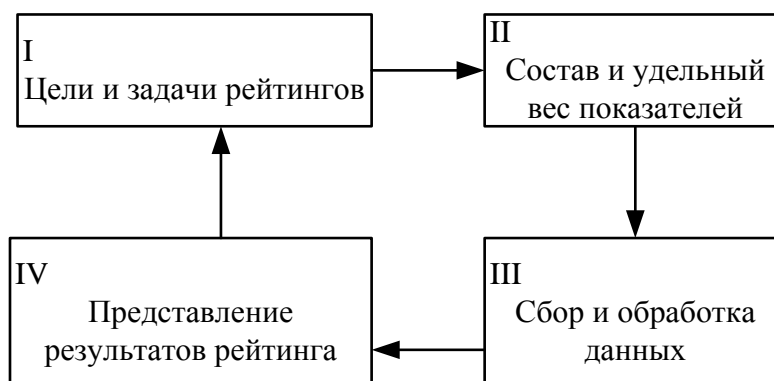 I
Цели и задачи рейтингов
II
Состав и удельный
вес показателей
III
Сбор и обработка
данных
IV
Представление
результатов рейтинга